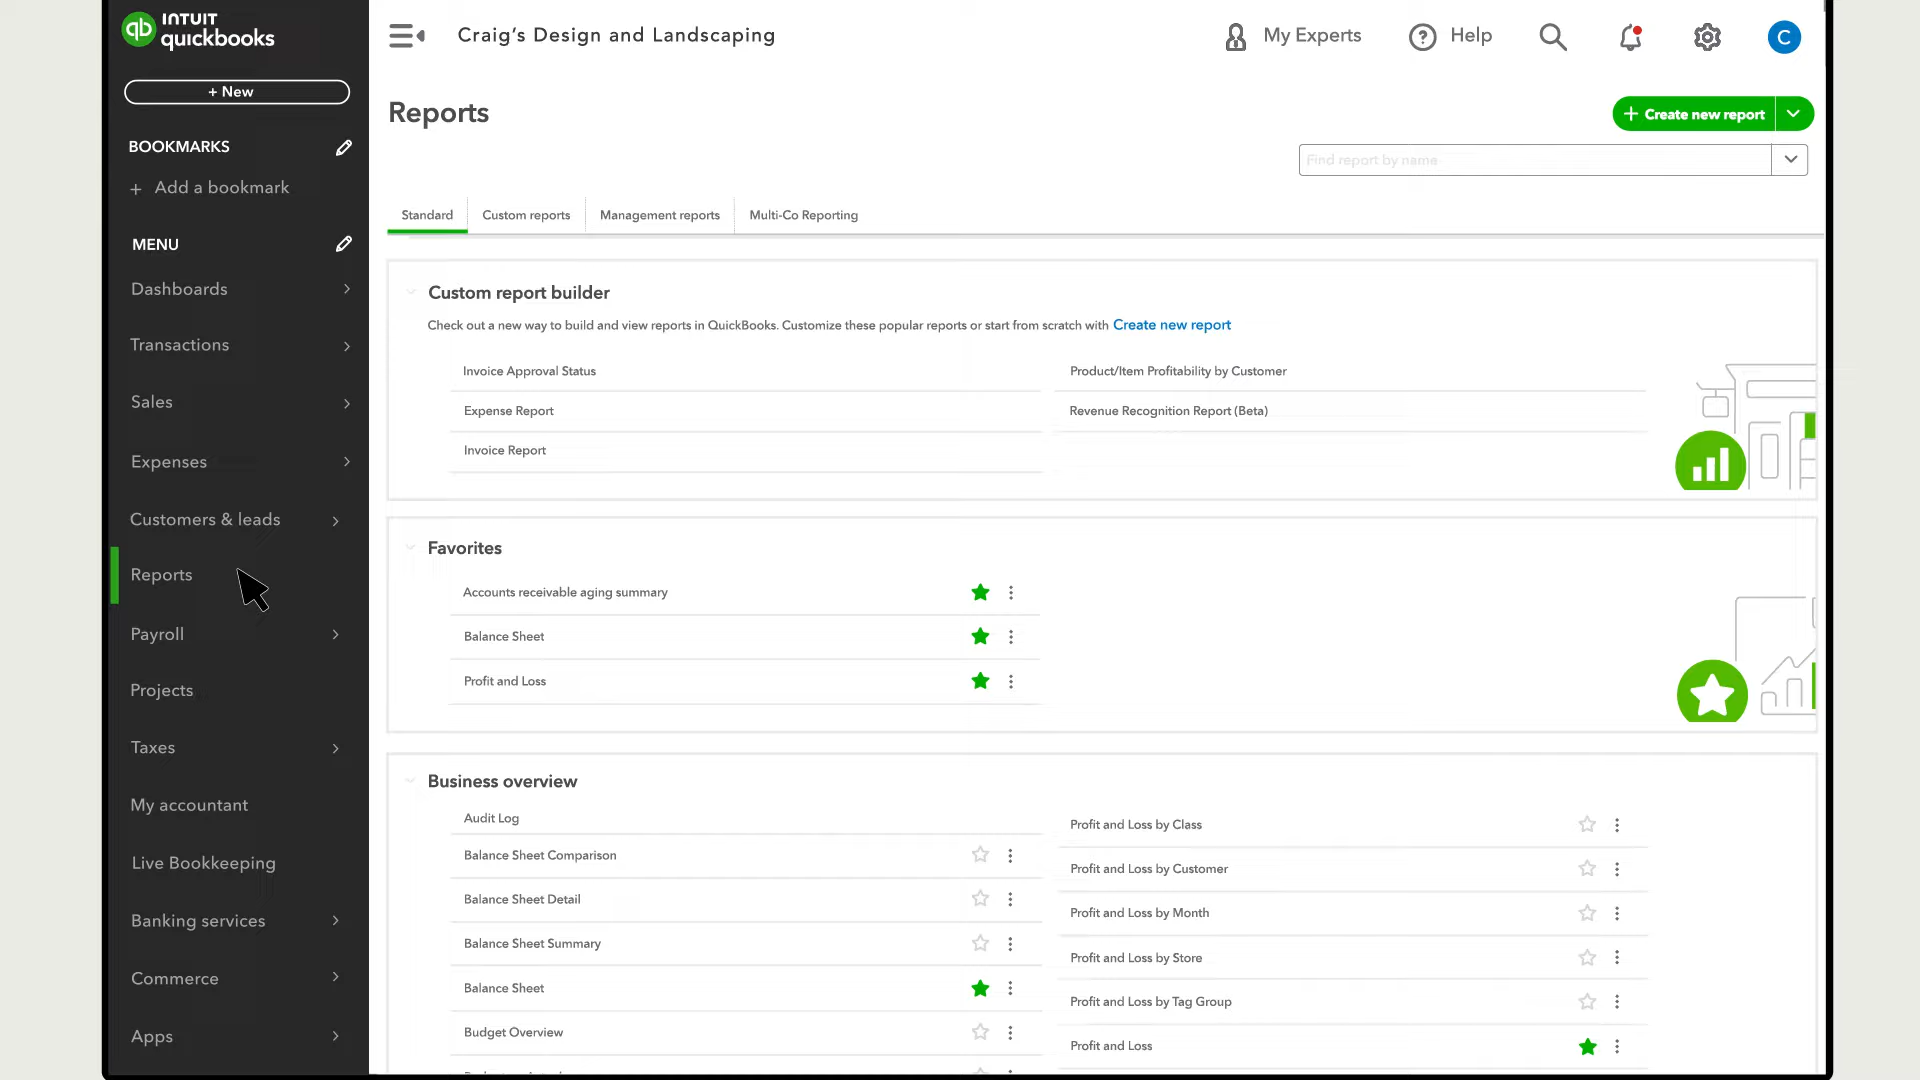 INTUIT
quickbooks
+ New
BOOKMARKS
+ Add a bookmark
MENU
Dashboards
Transactions
Sales
Expenses
Customers & leads
Reports
Payroll
Projects
Taxes
My accountant
Live Bookkeeping
Banking services
Commerce
Apps
Craig's Design and Landscaping
My Experts
Help
C
Reports
+ Create new report
Find report by name
Standard
Custom reports
Management reports
Multi-Co Reporting
Custom report builder
Check out a new way to build and view reports in QuickBooks. Customize these popular reports or start from scratch with Create new report
Invoice Approval Status
Expense Report
Invoice Report
Product/Item Profitability by Customer
Revenue Recognition Report (Beta)
Favorites
Accounts receivable aging summary
Balance Sheet
Profit and Loss
Business overview
Audit Log
Balance Sheet Comparison
Balance Sheet Detail
Balance Sheet Summary
Balance Sheet
Budget Overview
Profit and Loss by Class
Profit and Loss by Customer
Profit and Loss by Month
Profit and Loss by Store
Profit and Loss by Tag Group
Profit and Loss